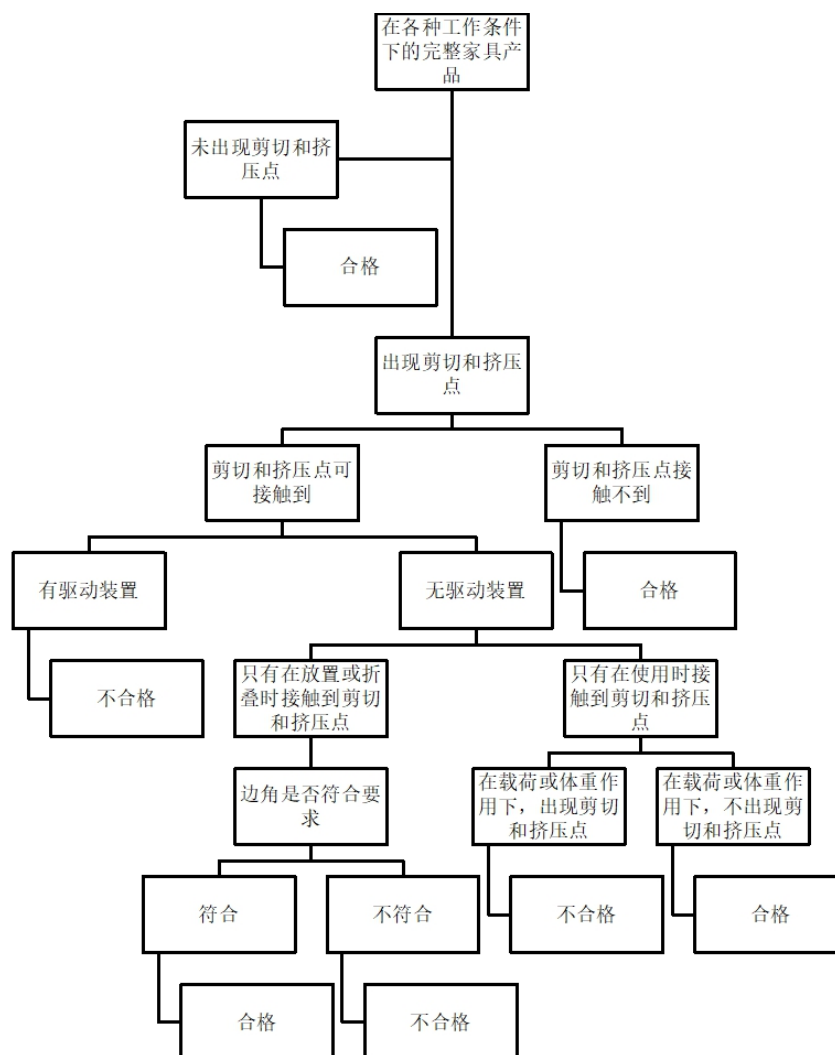 在各种工作条件
下的完整家具产
品
未出现剪切和挤
压点
合格
出现剪切和挤压
点
剪切和挤压点可
接触到
剪切和挤压点接
触不到
有驱动装置
无驱动装置
合格
不合格
只有在放置或折
叠时接触到剪切
和挤压点
只有在使用时接
触到剪切和挤压
点
边角是否符合要
求
在载荷或体重作
用下，出现剪切
和挤压点
在载荷或体重作
用下，不出现剪
切和挤压点
符合
不符合
不合格
合格
合格
不合格